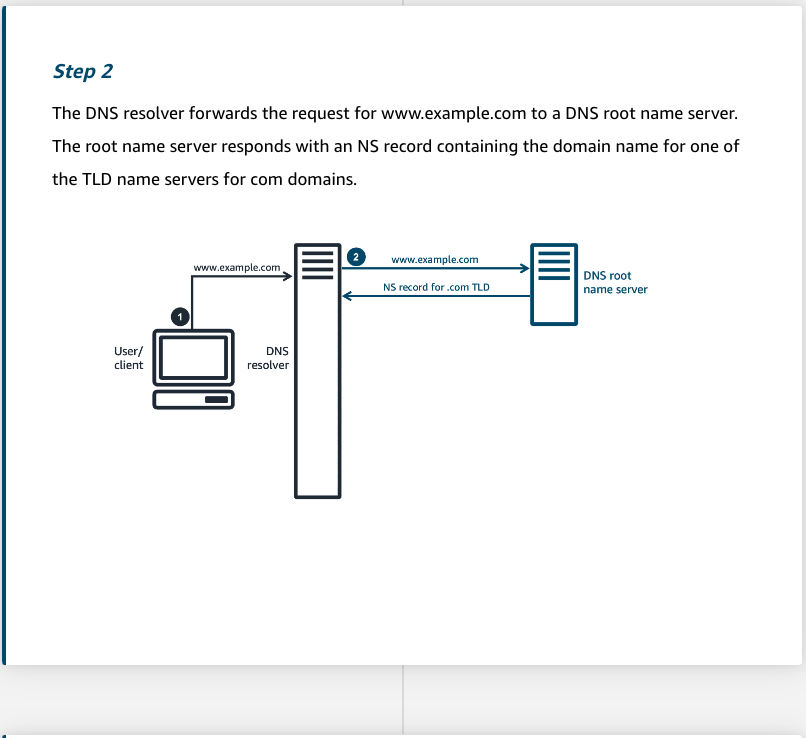 Step 2
The DNS resolver forwards the request for www.example.com to a DNS root name server.
The root name server responds with an NS record containing the domain name for one of
the TLD name servers for com domains.
www.example.com
2
www.example.com
NS record for .com TLD
DNS root
name server
1
User/
client
DNS
resolver